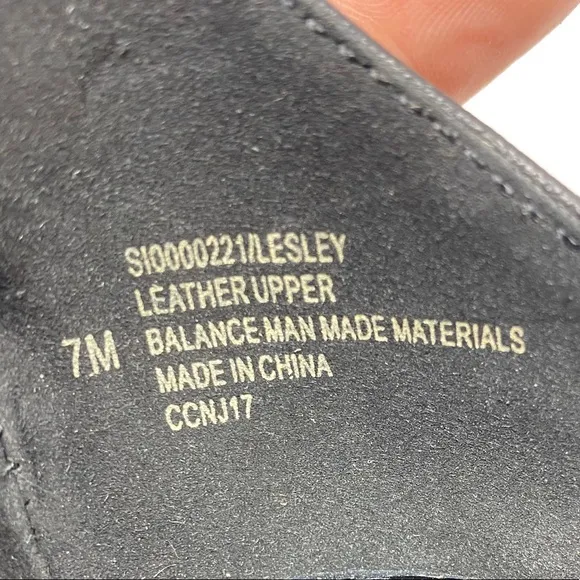 SI0000221/LESLEY
LEATHER UPPER
7M BALANCE MAN MADE MATERIALS
MADE IN CHINA
CCNJ17